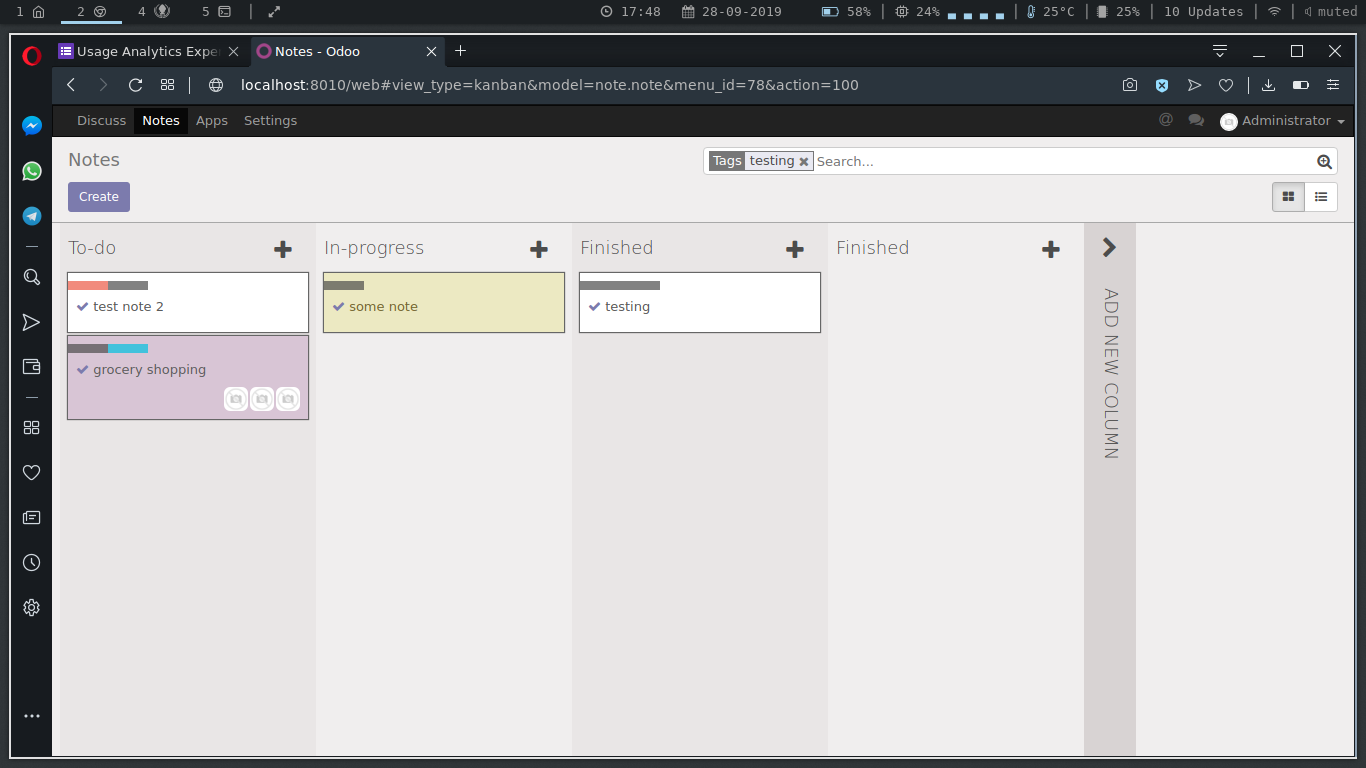 1 2 4 5 17:48 28-09-2019 58% 24% 25°C 25% 10 Updates muted
Usage Analytics Expe Notes - Odoo
localhost:8010/web#view_type=kanban&model=note.note&menu_id=78&action=100
Discuss Notes Apps Settings @ Administrator
Notes Tags testing Search...
Create
To-do In-progress Finished Finished
test note 2 some note testing
grocery shopping
ADD NEW COLUMN